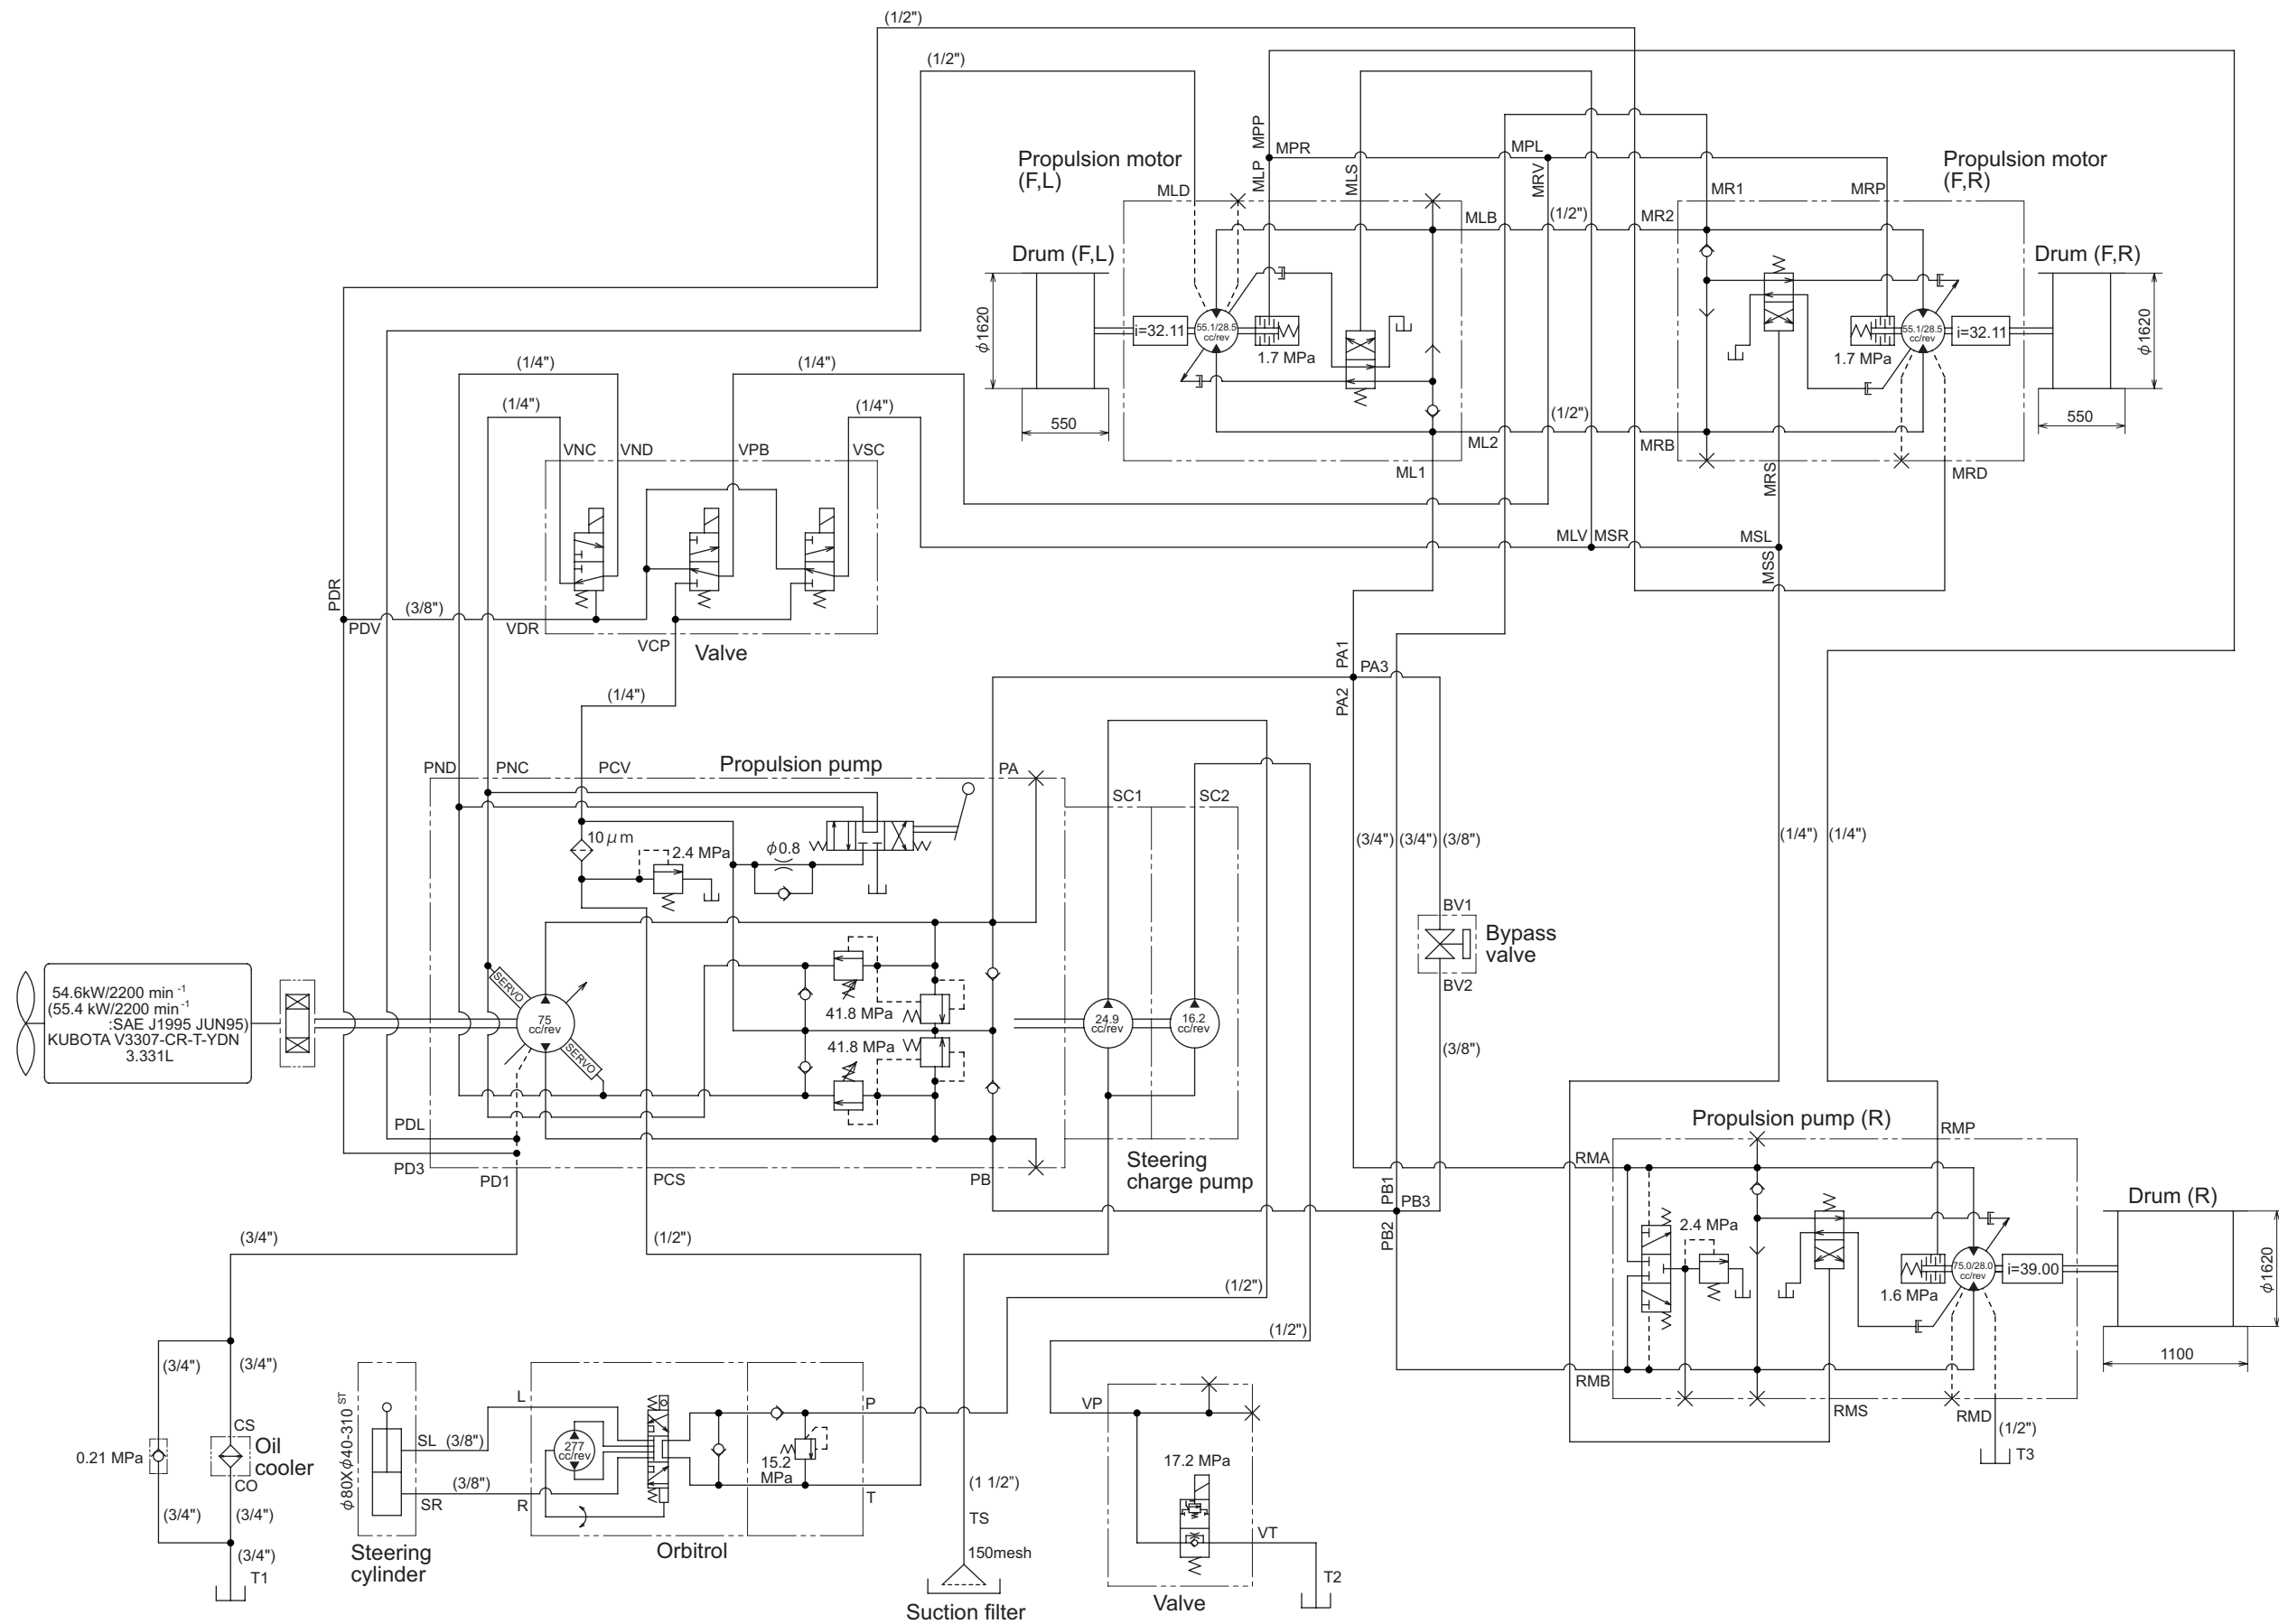 (1/2")
(1/2")
Propulsion motor
(F,L)
MPP
MPR
MLP
MLS
MPL
MRV
Propulsion motor
(F,R)
MLD
MLB
(1/2")
MR2
MR1
MRP
Drum (F,L)
Drum (F,R)
φ1620
i=32.11
55.1/28.5
cc/rev
1.7 MPa
1.7 MPa
55.1/28.5
cc/rev
i=32.11
φ1620
550
550
(1/2")
ML2
ML1
MRB
MRS
MRD
(1/4")
(1/4")
(1/4")
(1/4")
VNC
VND
VPB
VSC
MLV
MSR
MSL
MSS
PDR
(3/8")
PDV
VDR
VCP
Valve
(1/4")
PA1
PA3
PA2
PND
PNC
PCV
Propulsion pump
PA
SC1
SC2
10μm
2.4 MPa
φ0.8
(3/4")
(3/4")
(3/8")
(1/4")
(1/4")
BV1
Bypass
valve
BV2
54.6kW/2200 min -1
(55.4 kW/2200 min -1
:SAE J1995 JUN95)
KUBOTA V3307-CR-T-YDN
3.331L
SERVO
75
cc/rev
SERVO
41.8 MPa
41.8 MPa
24.9
cc/rev
16.2
cc/rev
(3/8")
PDL
PD3
PD1
PCS
PB
Steering
charge pump
PB1
PB3
PB2
Propulsion pump (R)
RMP
RMA
2.4 MPa
1.6 MPa
75.0/28.0
cc/rev
i=39.00
Drum (R)
φ1620
1100
RMB
RMS
RMD
(1/2")
T3
(3/4")
(1/2")
(1/2")
(1/2")
(3/4")
(3/4")
0.21 MPa
CS
Oil
cooler
CO
(3/4")
(3/4")
(3/4")
T1
φ80Xφ40-310 ST
SL
(3/8")
(3/8")
SR
Steering
cylinder
L
R
277
cc/rev
15.2
MPa
P
T
Orbitrol
(1 1/2")
TS
150mesh
Suction filter
VP
17.2 MPa
VT
T2
Valve